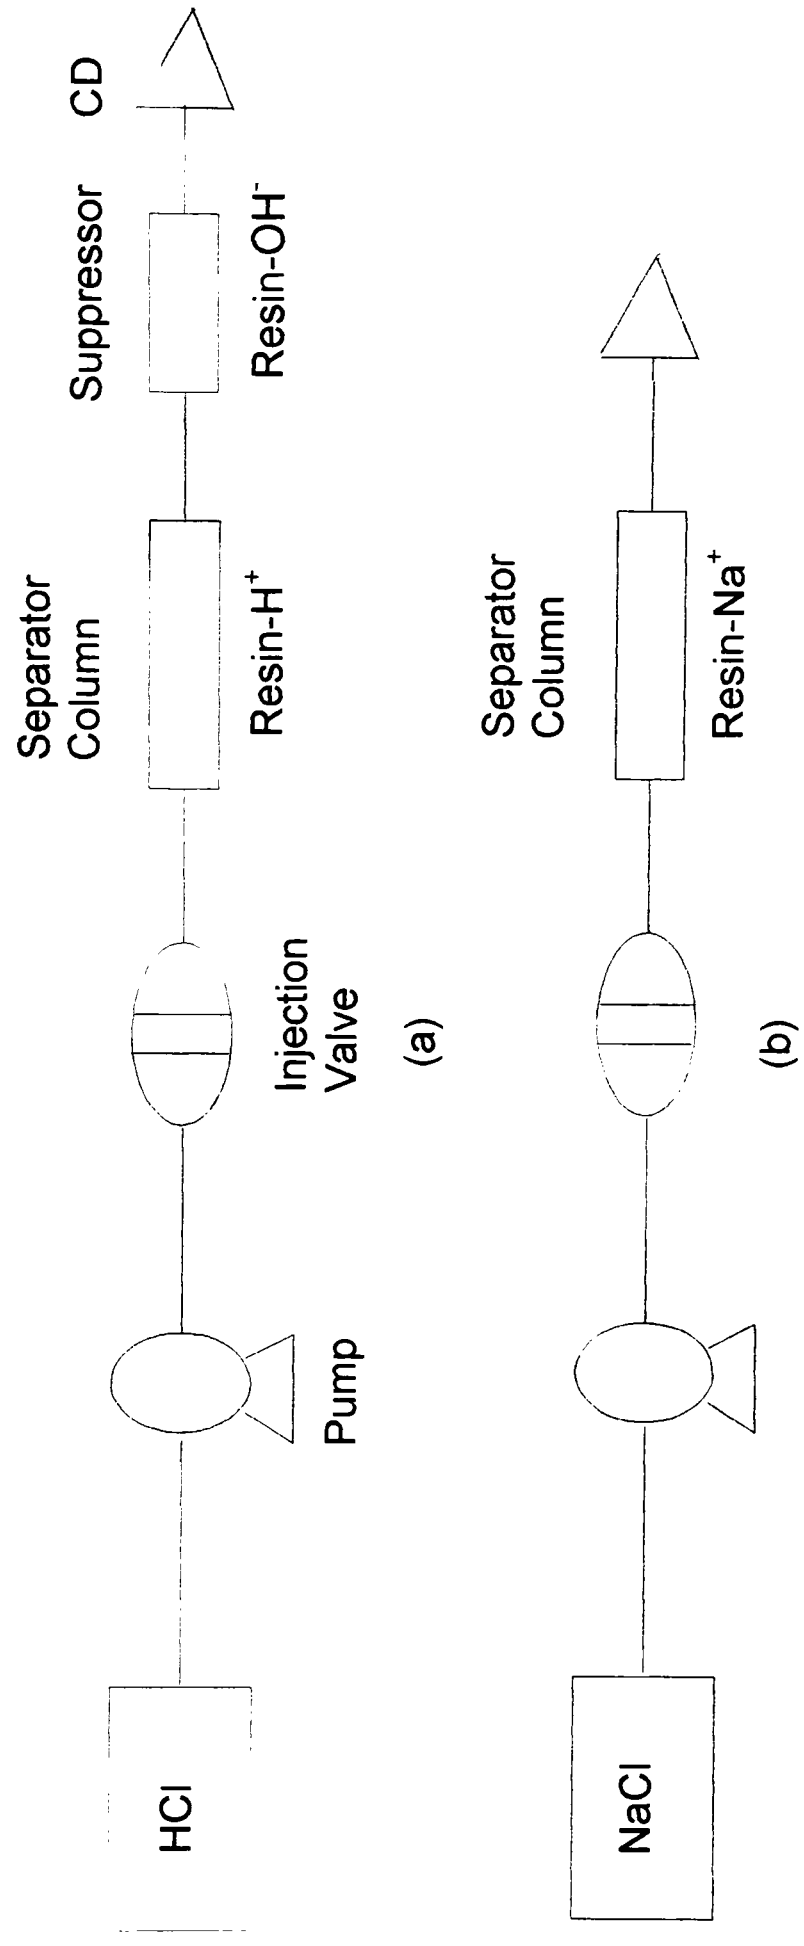 HCl
Pump
Injection
Valve
Separator
Column
Resin-H⁺
Suppressor
Resin-OH⁻
CD
(a)
NaCl
Separator
Column
Resin-Na⁺
(b)